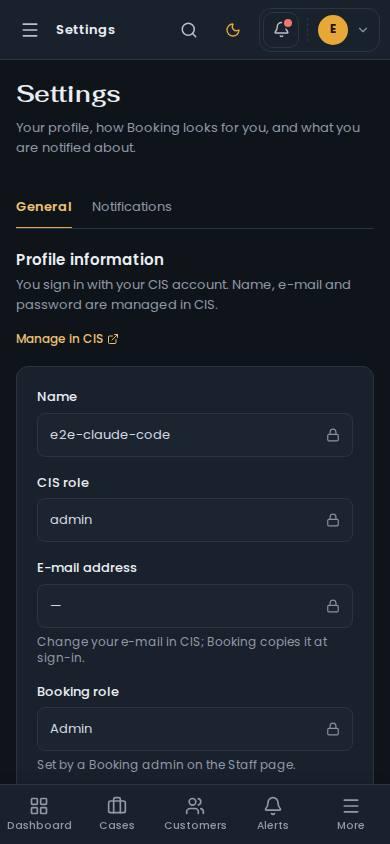 Settings
E
Settings
Your profile, how Booking looks for you, and what you
are notified about.
General
Notifications
Profile information
You sign in with your CIS account. Name, e-mail and
password are managed in CIS.
Manage in CIS
Name
e2e-claude-code
CIS role
admin
E-mail address
—
Change your e-mail in CIS; Booking copies it at
sign-in.
Booking role
Admin
Set by a Booking admin on the Staff page.
Dashboard
Cases
Customers
Alerts
More